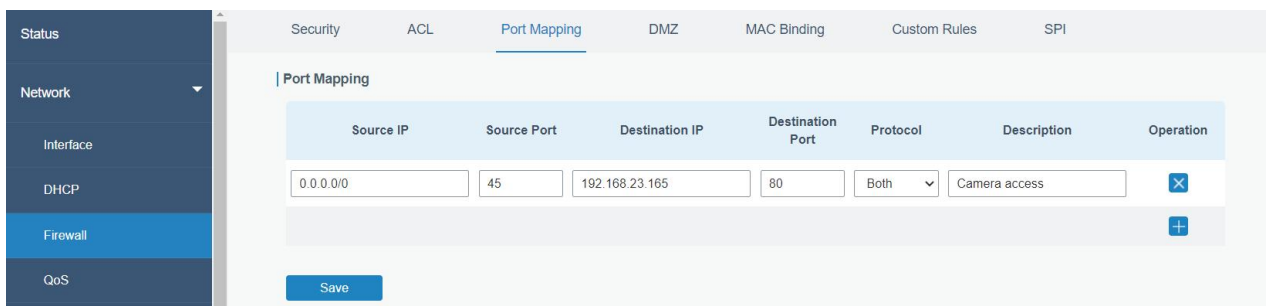 Status
Network
Interface
DHCP
Firewall
QoS
Security ACL Port Mapping DMZ MAC Binding Custom Rules SPI
Port Mapping
Source IP Source Port Destination IP Destination Port Protocol Description Operation
0.0.0.0/0 45 192.168.23.165 80 Both Camera access
Save